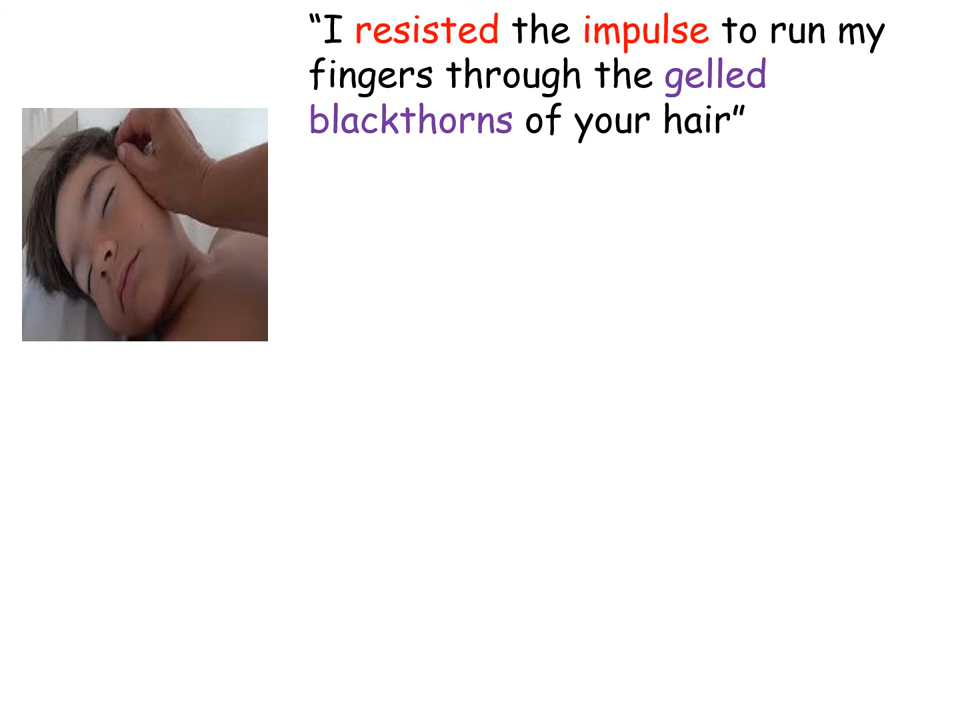 “I resisted the impulse to run my
fingers through the gelled
blackthorns of your hair”